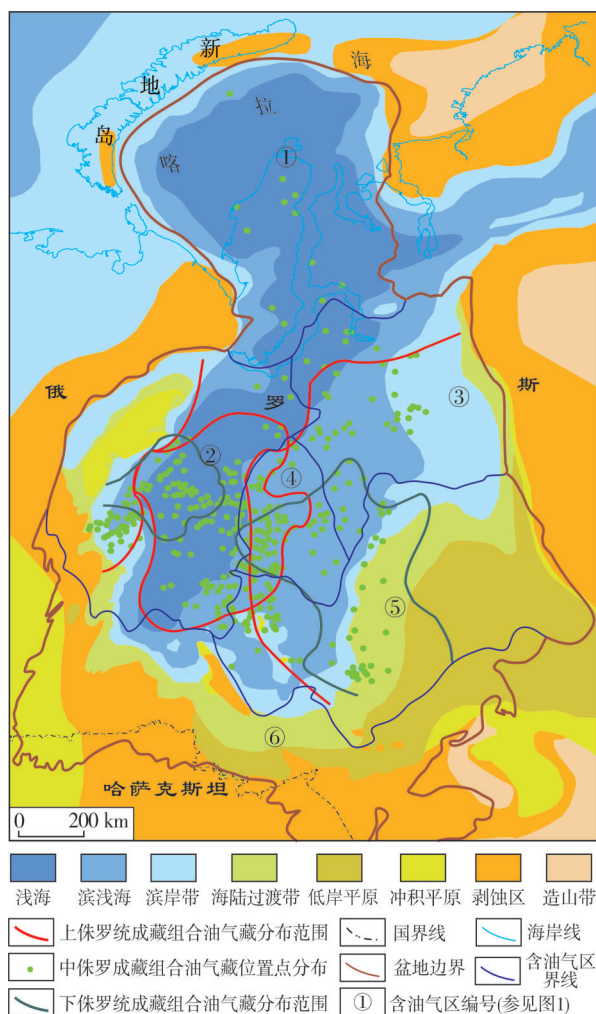 新
地
岛
喀
拉
海
①
俄
罗
斯
②
③
④
⑤
⑥
哈萨克斯坦
0 200 km
浅海 滨浅海 滨岸带 海陆过渡带 低岸平原 冲积平原 剥蚀区 造山带
上侏罗统成藏组合油气藏分布范围 国界线 海岸线
中侏罗成藏组合油气藏位置点分布 盆地边界 含油气区
界线
下侏罗统成藏组合油气藏分布范围 ① 含油气区编号(参见图1)